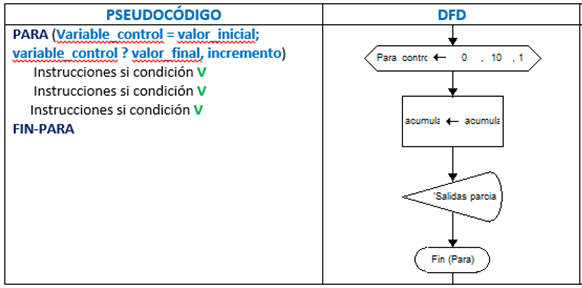 PSEUDOCÓDIGO
PARA (Variable_control = valor_inicial;
variable_control ? valor_final, incremento)
Instrucciones si condición V
Instrucciones si condición V
Instrucciones si condición V
FIN-PARA
DFD
Para contrc ← 0 , 10 , 1
acumula ← acumula
'Salidas parcia
Fin (Para)